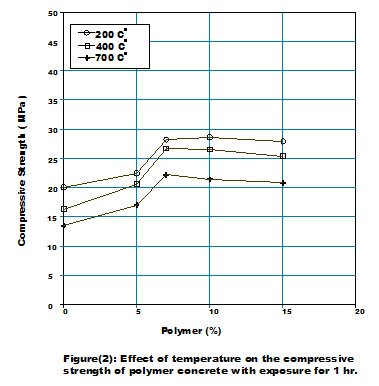 50
45
40
35
30
25
20
15
10
5
0
200 C°
400 C°
700 C°
Compressive Strength ( MPa )
0 5 10 15 20
Polymer (%)
Figure(2): Effect of temperature on the compressive
strength of polymer concrete with exposure for 1 hr.